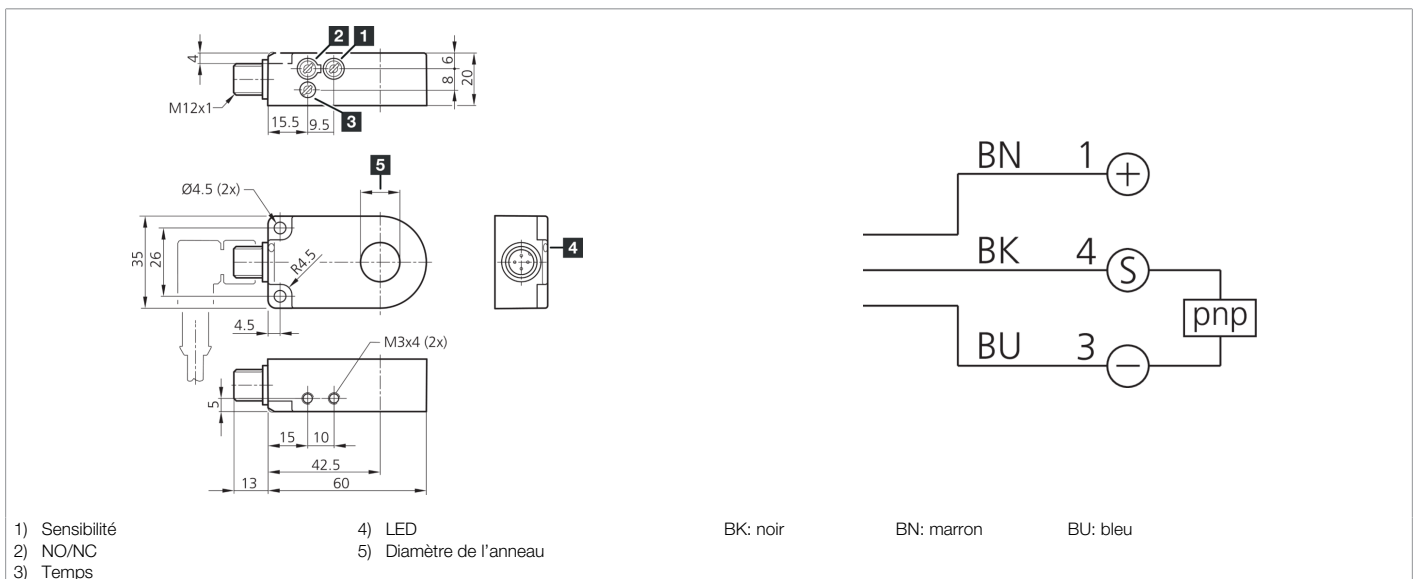 2 1
4
6
8
20
M12x1
15.5 9.5 3
5
Ø4.5 (2x)
35
26
R4.5
4
4.5
M3x4 (2x)
5
15 10
42.5
13 60
BN 1 +
BK 4 S
pnp
BU 3 −
1) Sensibilité
2) NO/NC
3) Temps
4) LED
5) Diamètre de l'anneau
BK: noir BN: marron BU: bleu